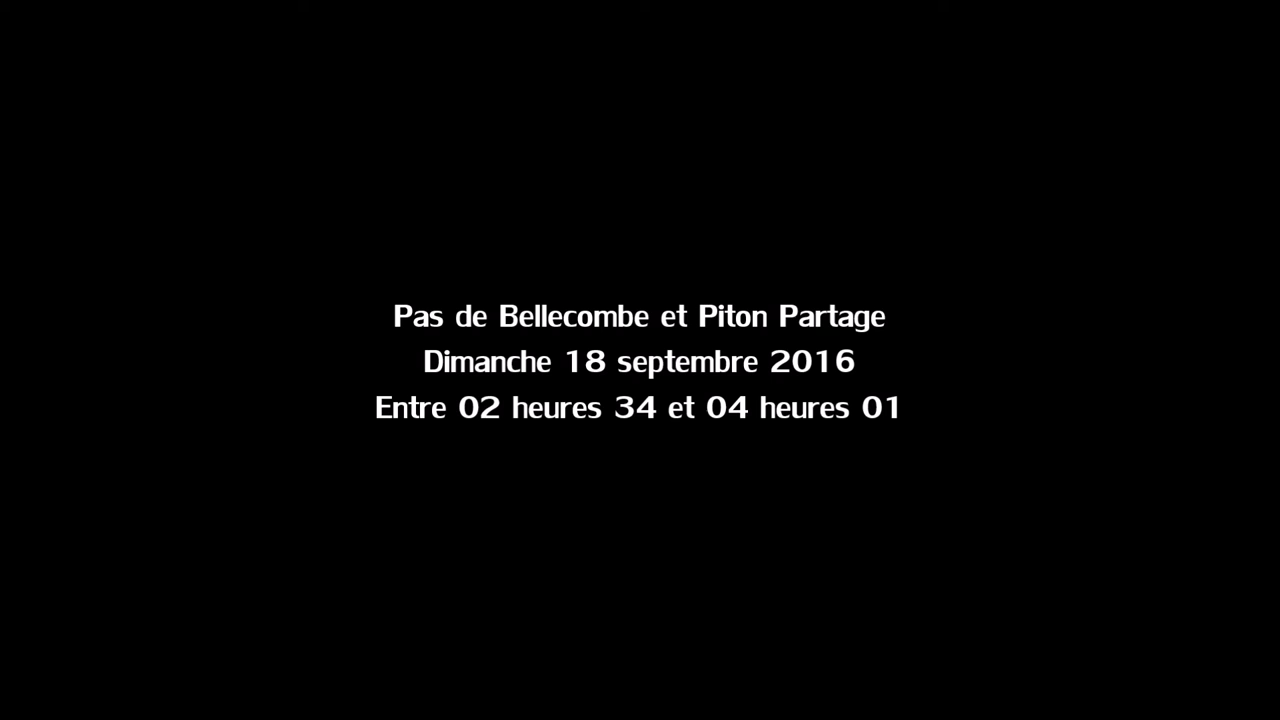 Pas de Bellecombe et Piton Partage
Dimanche 18 septembre 2016
Entre 02 heures 34 et 04 heures 01